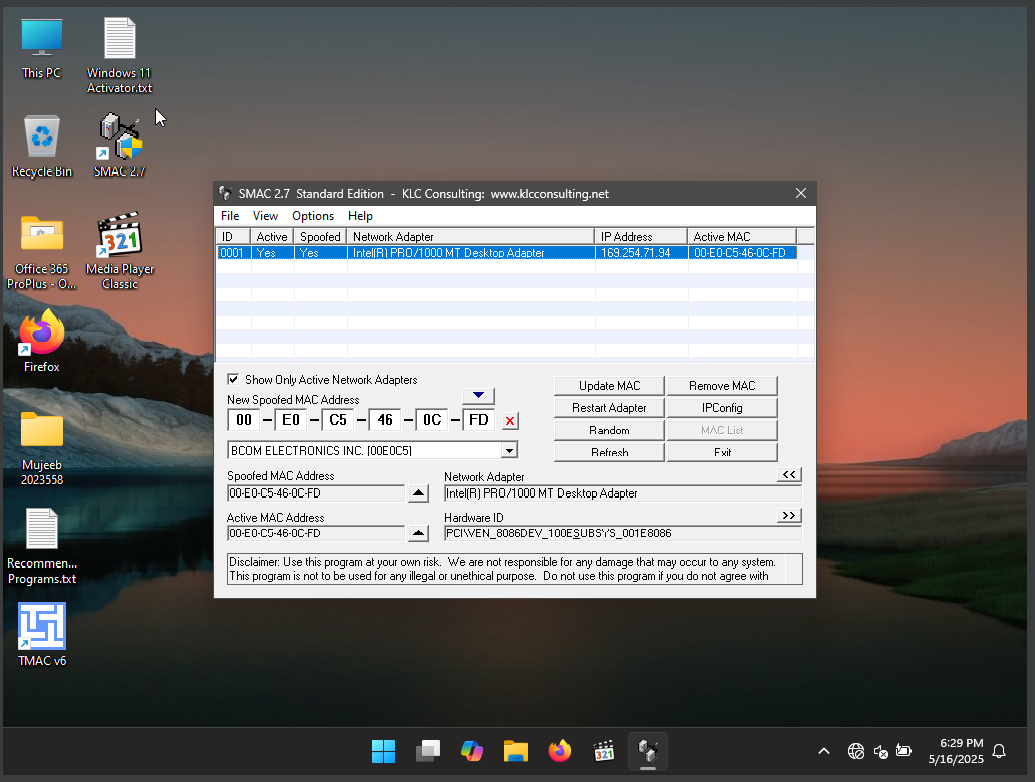 This PC
Windows 11
Activator.txt
Recycle Bin
SMAC 2.7
Office 365
ProPlus - O...
321
Media Player
Classic
Firefox
Mujeeb
2023558
Recommen...
Programs.txt
TMAC v6
SMAC 2.7 Standard Edition - KLC Consulting: www.klcconsulting.net
File View Options Help
ID Active Spoofed Network Adapter IP Address Active MAC
0001 Yes Yes Intel(R) PRO/1000 MT Desktop Adapter 169.254.71.94 00-E0-C5-46-0C-FD
Show Only Active Network Adapters
New Spoofed MAC Address
00 - E0 - C5 - 46 - 0C - FD X
BCOM ELECTRONICS INC. [00E0C5]
Update MAC Remove MAC
Restart Adapter IPConfig
Random MAC List
Refresh Exit
<<
Spoofed MAC Address
00-E0-C5-46-0C-FD
Network Adapter
Intel(R) PRO/1000 MT Desktop Adapter
Active MAC Address
00-E0-C5-46-0C-FD
Hardware ID
>>
PCI\VEN_8086DEV_100ESUBSYS_001E8086
Disclaimer: Use this program at your own risk. We are not responsible for any damage that may occur to any system.
This program is not to be used for any illegal or unethical purpose. Do not use this program if you do not agree with
321
6:29 PM
5/16/2025